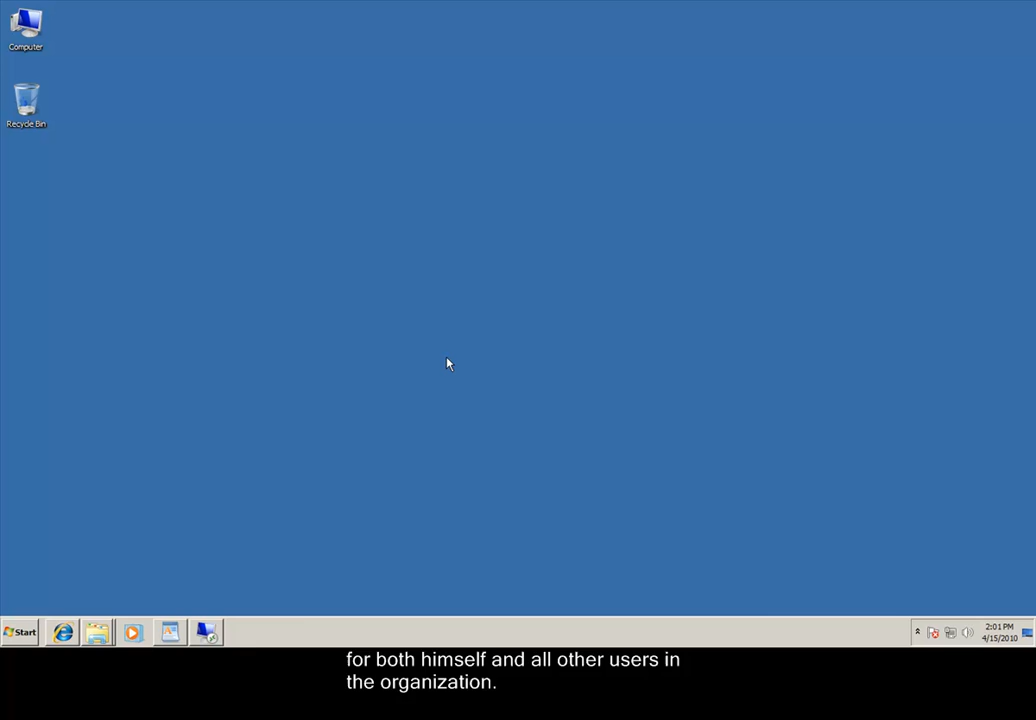 Computer
Recycle Bin
Start
2:01 PM
4/15/2010
for both himself and all other users in
the organization.